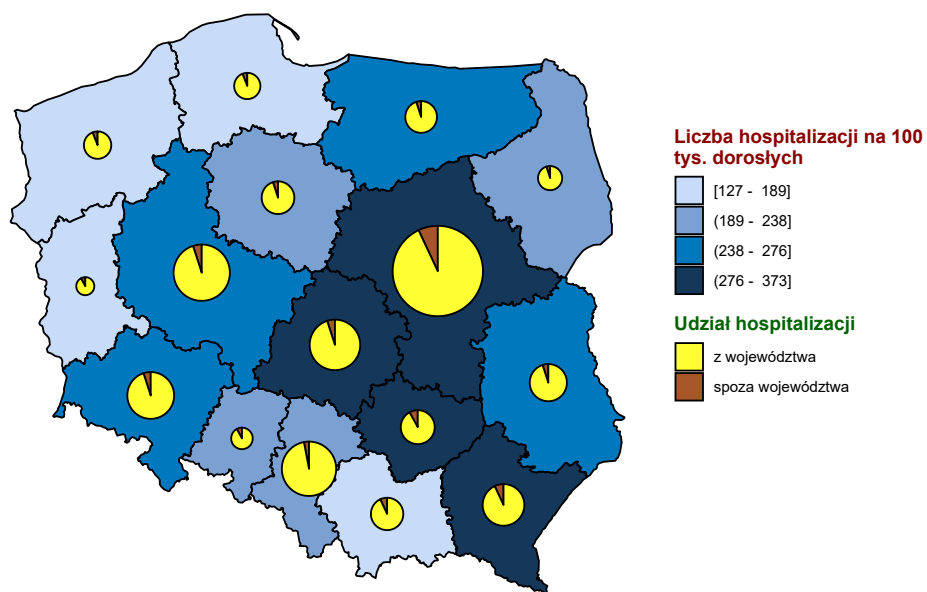 Liczba hospitalizacji na 100
tys. dorosłych
[127 - 189]
(189 - 238]
(238 - 276]
(276 - 373]
Udział hospitalizacji
z województwa
spoza województwa